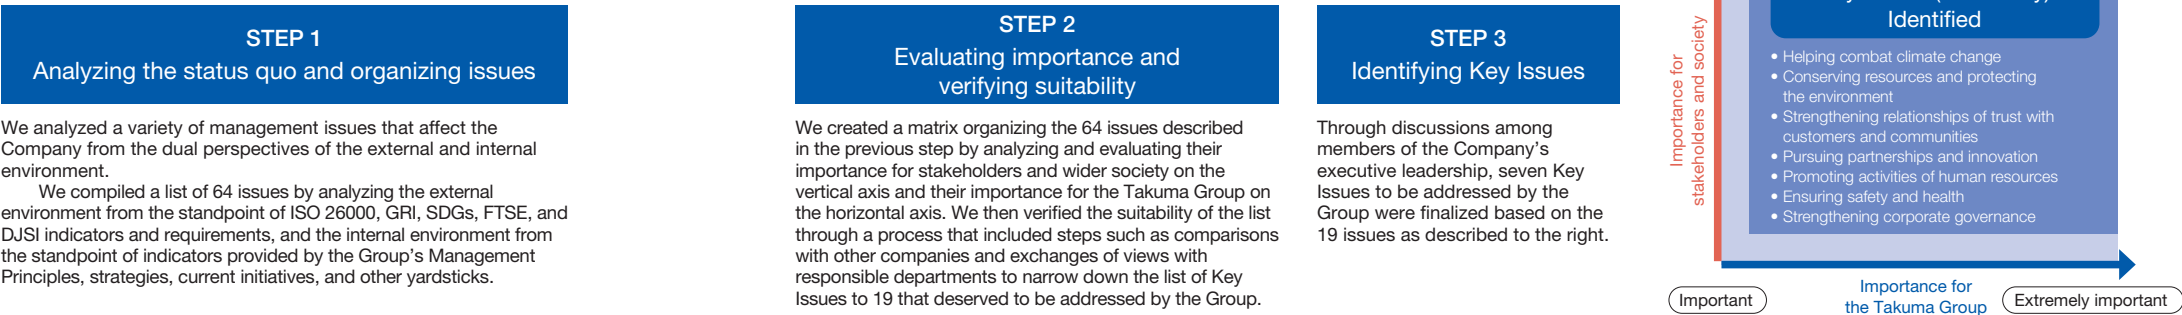 STEP 1
Analyzing the status quo and organizing issues
We analyzed a variety of management issues that affect the
Company from the dual perspectives of the external and internal
environment.
We compiled a list of 64 issues by analyzing the external
environment from the standpoint of ISO 26000, GRI, SDGs, FTSE, and
DJSI indicators and requirements, and the internal environment from
the standpoint of indicators provided by the Group's Management
Principles, strategies, current initiatives, and other yardsticks.
STEP 2
Evaluating importance and
verifying suitability
We created a matrix organizing the 64 issues described
in the previous step by analyzing and evaluating their
importance for stakeholders and wider society on the
vertical axis and their importance for the Takuma Group on
the horizontal axis. We then verified the suitability of the list
through a process that included steps such as comparisons
with other companies and exchanges of views with
responsible departments to narrow down the list of Key
Issues to 19 that deserved to be addressed by the Group.
STEP 3
Identifying Key Issues
Through discussions among
members of the Company's
executive leadership, seven Key
Issues to be addressed by the
Group were finalized based on the
19 issues as described to the right.
Importance for
stakeholders and society
Identified
• Helping combat climate change
• Conserving resources and protecting
the environment
• Strengthening relationships of trust with
customers and communities
• Pursuing partnerships and innovation
• Promoting activities of human resources
• Ensuring safety and health
• Strengthening corporate governance
Important
Importance for
the Takuma Group
Extremely important